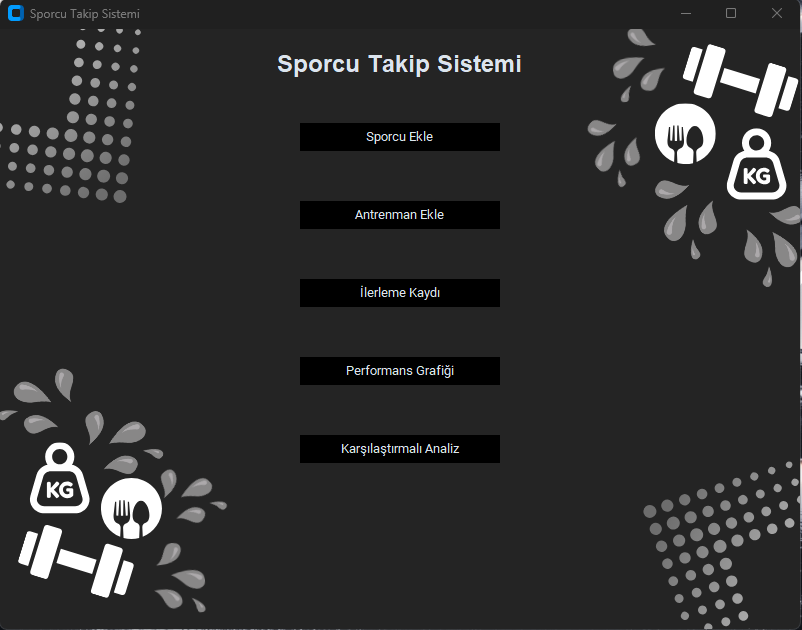 Sporcu Takip Sistemi
Sporcu Takip Sistemi
Sporcu Ekle
Antrenman Ekle
İlerleme Kaydı
Performans Grafiği
Karşılaştırmalı Analiz
KG
KG